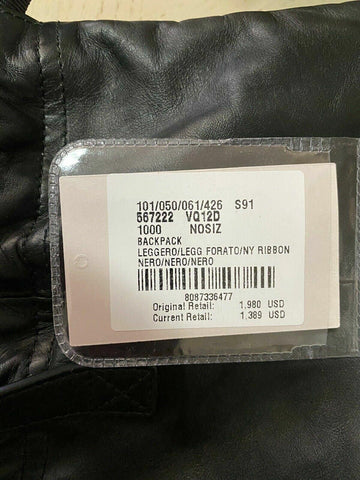 101/050/061/426 S91
567222 VQ12D
1000 NOSIZ
BACKPACK
LEGGERO/LEGG FORATO/NY RIBBON
NERO/NERO/NERO
8087336477
Original Retail: 1,980 USD
Current Retail: 1,389 USD